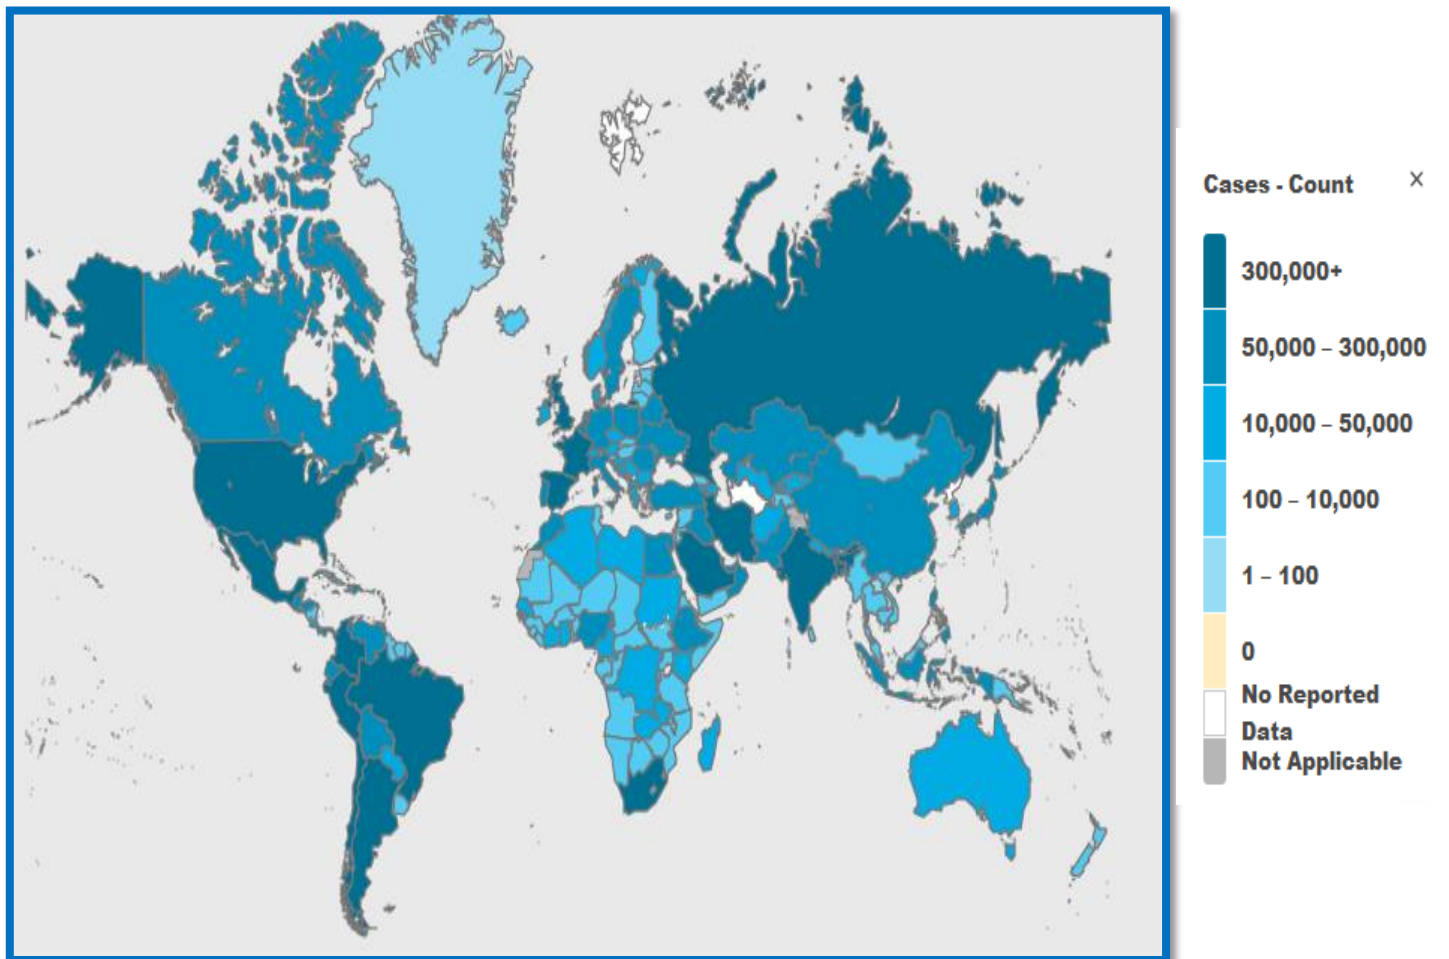 Cases - Count ×
300,000+
50,000 – 300,000
10,000 – 50,000
100 – 10,000
1 – 100
0
No Reported
Data
Not Applicable